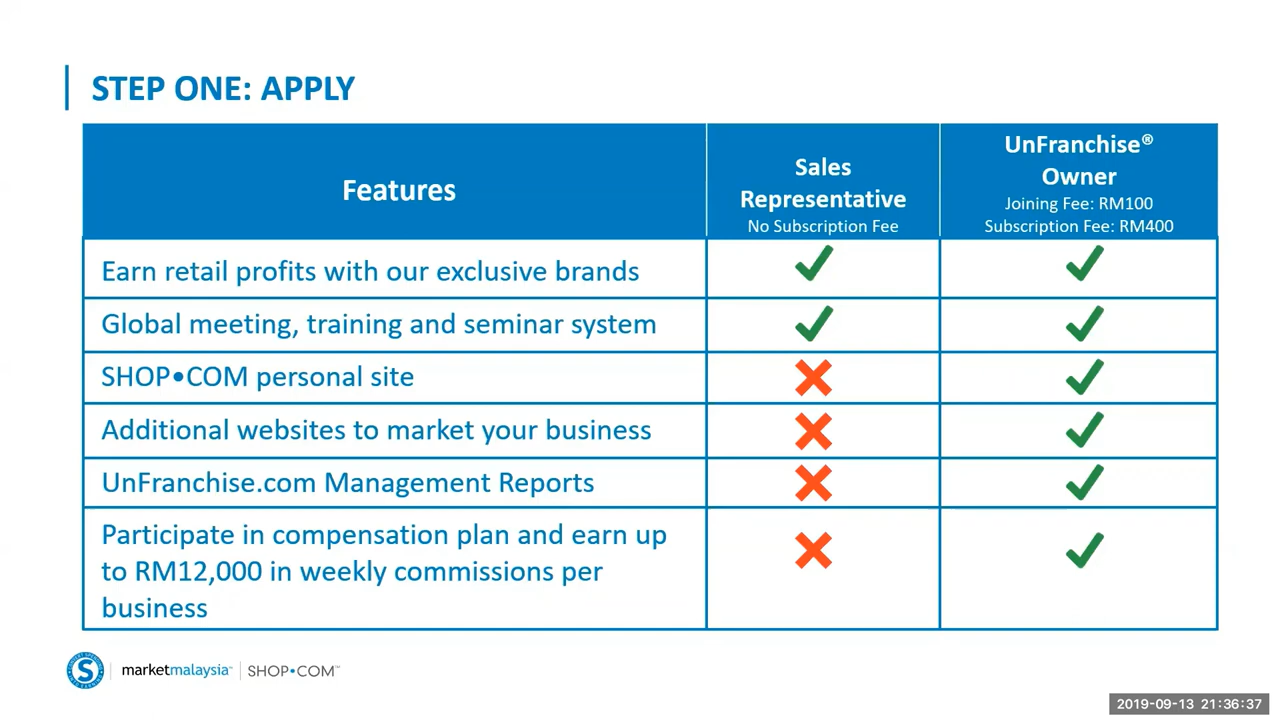 STEP ONE: APPLY
Features
Sales
Representative
No Subscription Fee
UnFranchise®
Owner
Joining Fee: RM100
Subscription Fee: RM400
Earn retail profits with our exclusive brands
Global meeting, training and seminar system
SHOP•COM personal site
Additional websites to market your business
UnFranchise.com Management Reports
Participate in compensation plan and earn up
to RM12,000 in weekly commissions per
business
marketmalaysia™ SHOP•COM™
2019-09-13 21:36:37